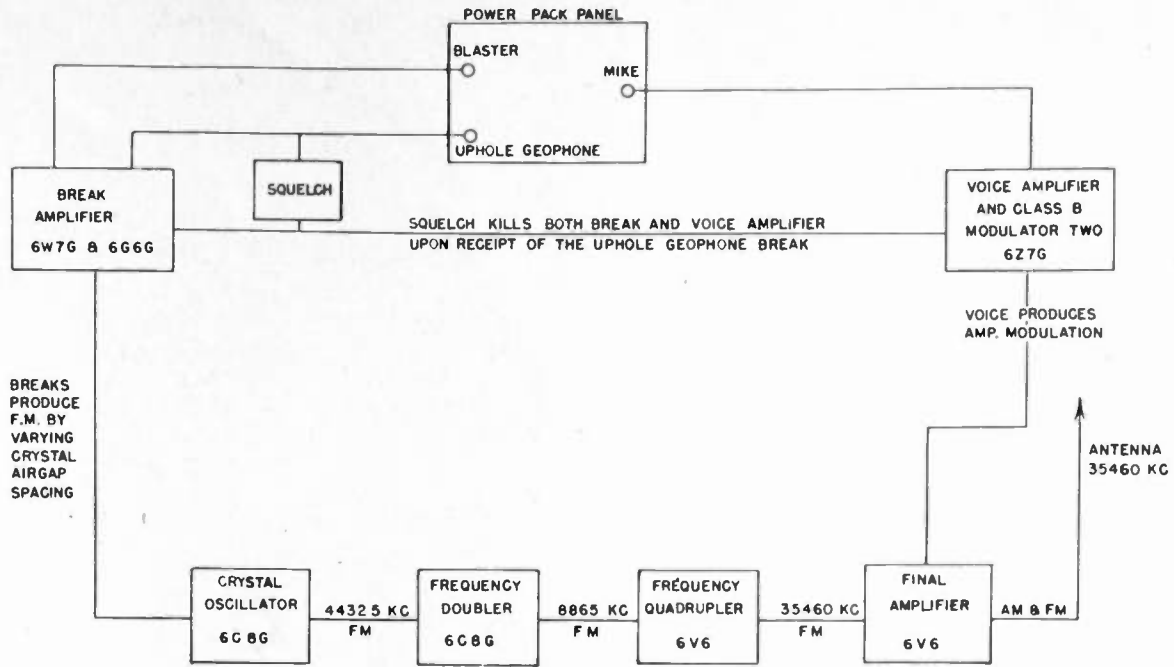 POWER PACK PANEL
BLASTER
MIKE
UPHOLE GEOPHONE
BREAK
AMPLIFIER
6W7G & 6G6G
SQUELCH
SQUELCH KILLS BOTH BREAK AND VOICE AMPLIFIER
UPON RECEIPT OF THE UPHOLE GEOPHONE BREAK
VOICE AMPLIFIER
AND CLASS B
MODULATOR TWO
6Z7G
VOICE PRODUCES
AMP. MODULATION
BREAKS
PRODUCE
F.M. BY
VARYING
CRYSTAL
AIRGAP
SPACING
ANTENNA
35460 KC
CRYSTAL
OSCILLATOR
6C8G
4432 5 KC
FM
FREQUENCY
DOUBLER
6C8G
8865 KC
FM
FREQUENCY
QUADRUPLER
6V6
35460 KC
FM
FINAL
AMPLIFIER
6V6
AM & FM